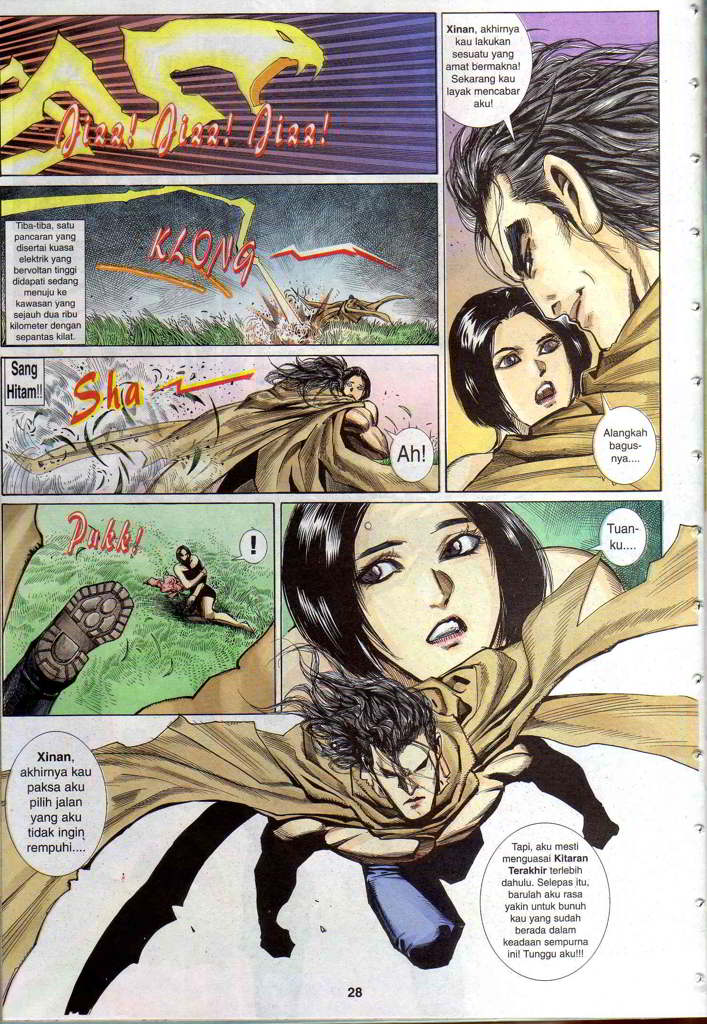 Jizz! Jizz! Jizz!
Xinan, akhirnya
kau lakukan
sesuatu yang
amat bermakna!
Sekarang kau
layak mencabar
aku!
Tiba-tiba, satu
pancaran yang
disertai kuasa
elektrik yang
bervoltan tinggi
didapati sedang
menuju ke
kawasan yang
sejauh dua ribu
kilometer dengan
sepantas kilat.
KLONG
Sang
Hitam!!
Sha
Ah!
Alangkah
bagus-
nya....
Pukk!
!
Tuan-
ku....
Xinan,
akhirnya kau
paksa aku
pilih jalan
yang aku
tidak ingin
rempuhi....
Tapi, aku mesti
menguasai Kitaran
Terakhir terlebih
dahulu. Selepas itu,
barulah aku rasa
yakin untuk bunuh
kau yang sudah
berada dalam
keadaan sempurna
ini! Tunggu aku!!!
28